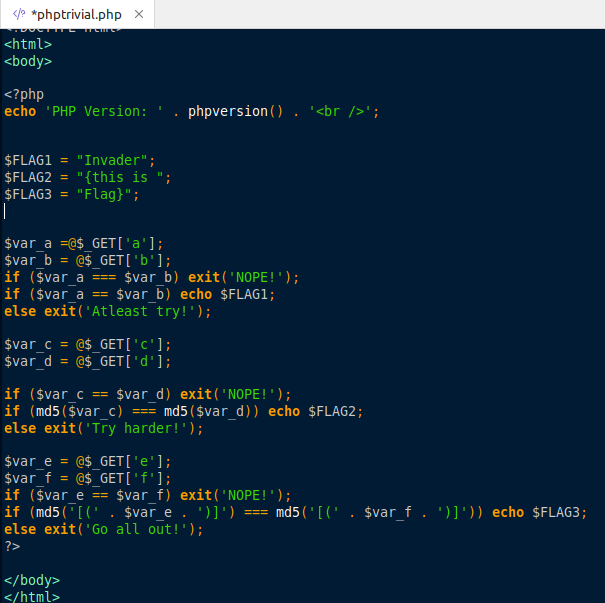 *phptrivial.php
<!DOCTYPE html>
<html>
<body>
<?php
echo 'PHP Version: ' . phpversion() . '<br />';
$FLAG1 = "Invader";
$FLAG2 = "{this is ";
$FLAG3 = "Flag}";
$var_a =@$_GET['a'];
$var_b = @$_GET['b'];
if ($var_a === $var_b) exit('NOPE!');
if ($var_a == $var_b) echo $FLAG1;
else exit('Atleast try!');
$var_c = @$_GET['c'];
$var_d = @$_GET['d'];
if ($var_c == $var_d) exit('NOPE!');
if (md5($var_c) === md5($var_d)) echo $FLAG2;
else exit('Try harder!');
$var_e = @$_GET['e'];
$var_f = @$_GET['f'];
if ($var_e == $var_f) exit('NOPE!');
if (md5('[(' . $var_e . ')]') === md5('[(' . $var_f . ')]')) echo $FLAG3;
else exit('Go all out!');
?>
</body>
</html>